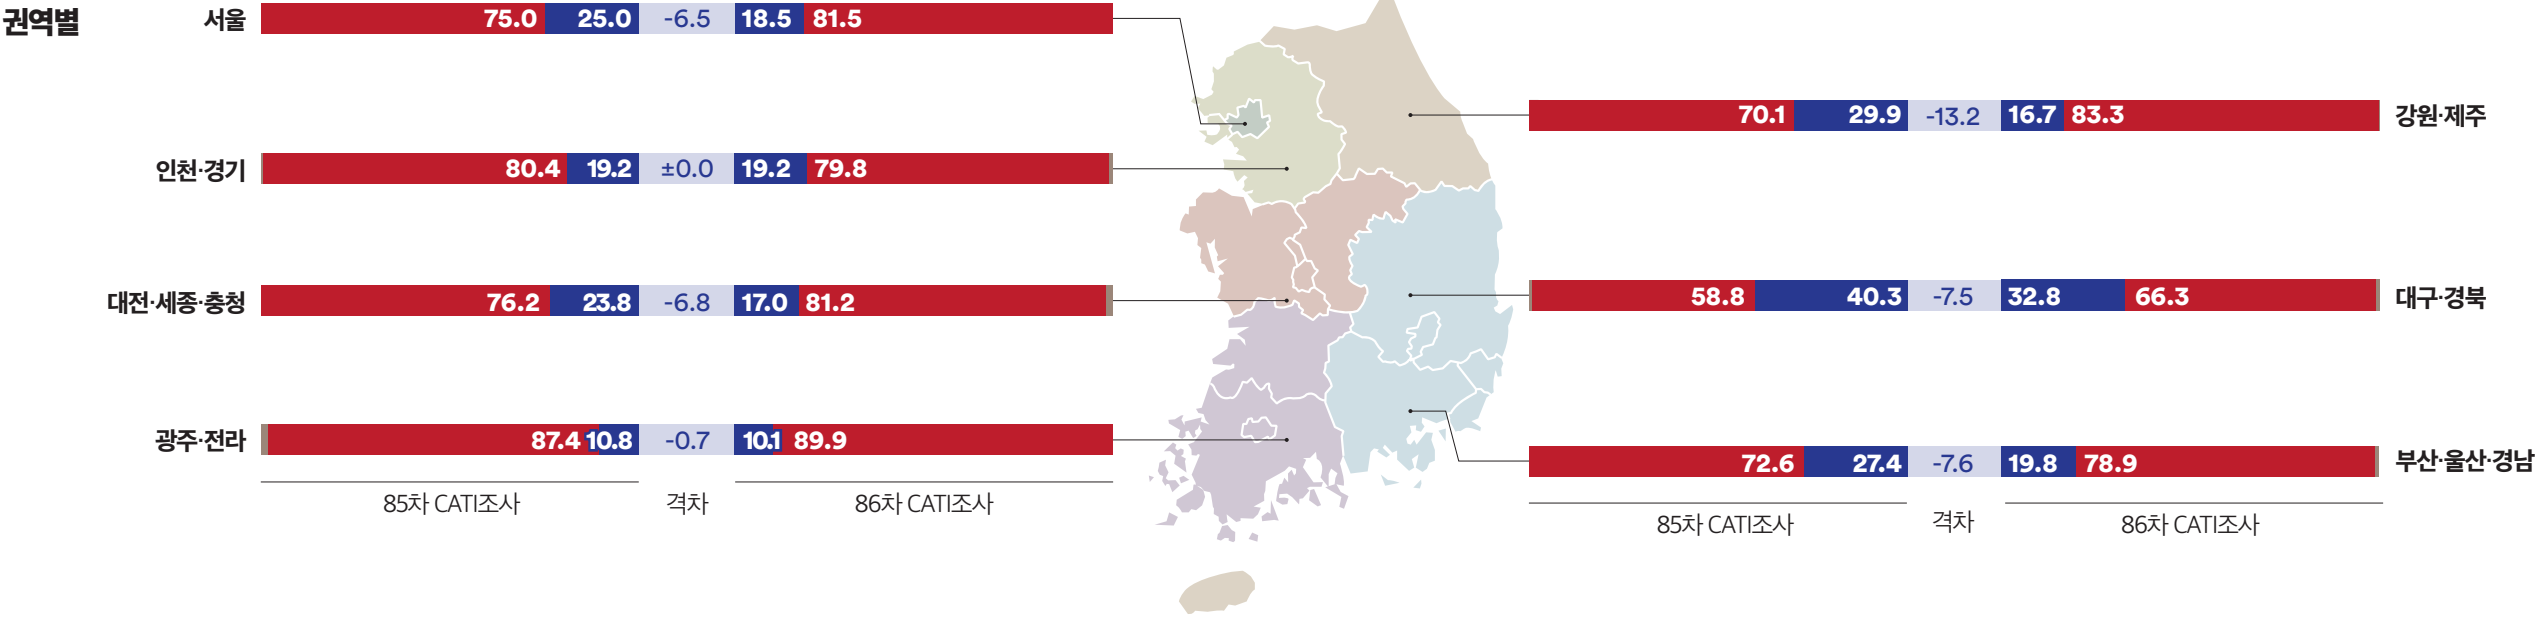 권역별
서울 75.0 25.0 -6.5 18.5 81.5
인천·경기 80.4 19.2 ±0.0 19.2 79.8
대전·세종·충청 76.2 23.8 -6.8 17.0 81.2
광주·전라 87.4 10.8 -0.7 10.1 89.9
85차 CATI조사 격차 86차 CATI조사
70.1 29.9 -13.2 16.7 83.3 강원·제주
58.8 40.3 -7.5 32.8 66.3 대구·경북
72.6 27.4 -7.6 19.8 78.9 부산·울산·경남
85차 CATI조사 격차 86차 CATI조사